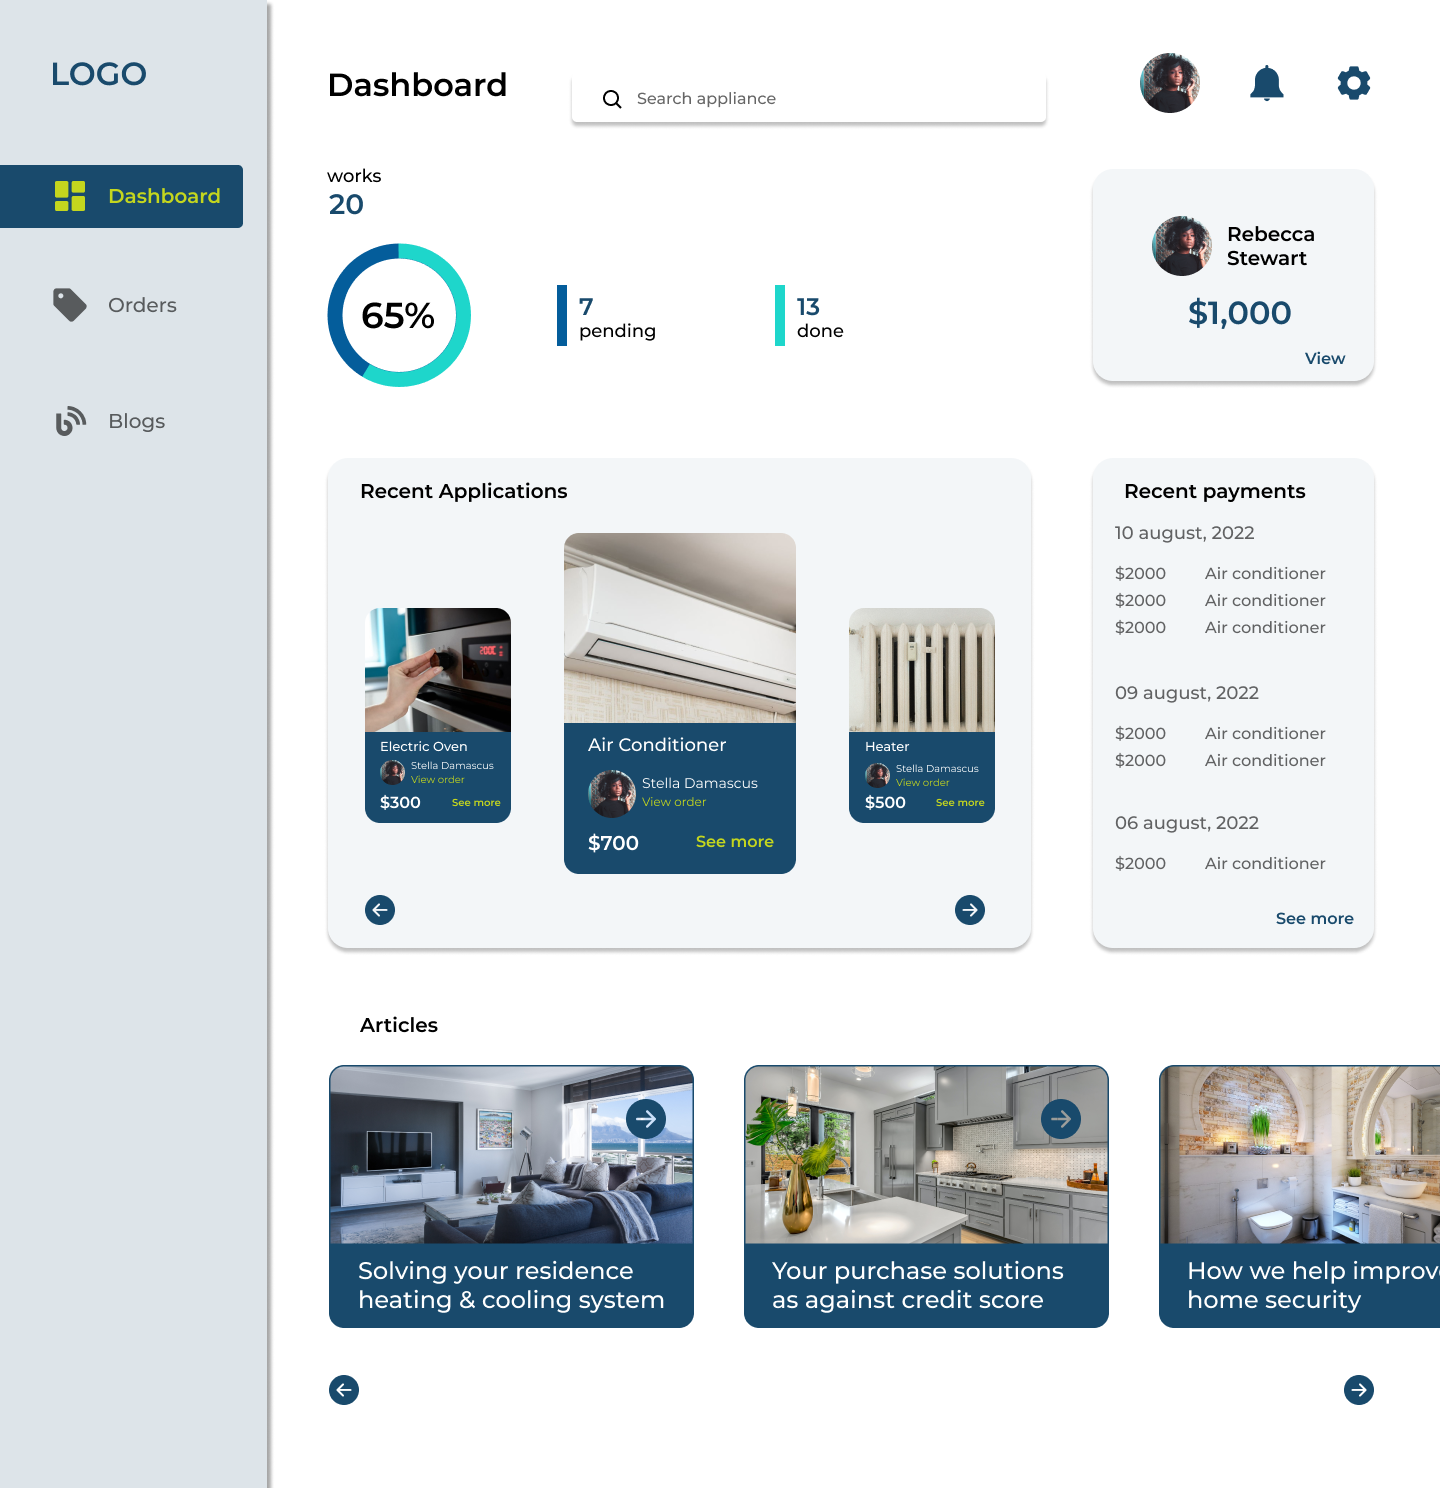 LOGO
Dashboard
Orders
Blogs
Dashboard
Search appliance
works
20
65%
7
pending
13
done
Rebecca
Stewart
$1,000
View
Recent Applications
200C
Electric Oven
Stella Damascus
View order
$300
See more
Air Conditioner
Stella Damascus
View order
$700
See more
Heater
Stella Damascus
View order
$500
See more
Recent payments
10 august, 2022
$2000 Air conditioner
$2000 Air conditioner
$2000 Air conditioner
09 august, 2022
$2000 Air conditioner
$2000 Air conditioner
06 august, 2022
$2000 Air conditioner
See more
Articles
Solving your residence
heating & cooling system
Your purchase solutions
as against credit score
How we help improve
home security